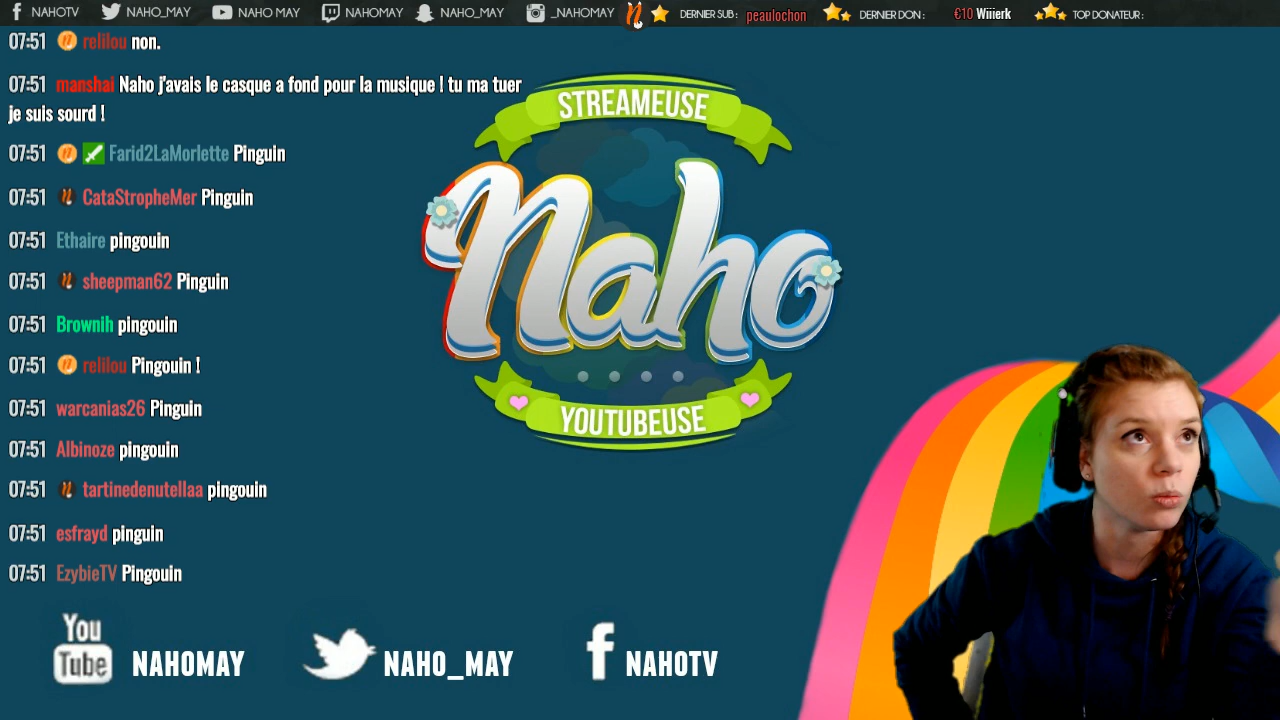 NAHOTV NAHO_MAY NAHO MAY NAHOMAY NAHO_MAY _NAHOMAY DERNIER SUB : peaulochon DERNIER DON : €10 Wiiierk TOP DONATEUR :
07:51 relilou non.
07:51 manshai Naho j'avais le casque a fond pour la musique ! tu ma tuer
je suis sourd !
07:51 Farid2LaMorlette Pinguin
07:51 CataStropheMer Pinguin
07:51 Ethaire pingouin
07:51 sheepman62 Pinguin
07:51 Brownih pingouin
07:51 relilou Pingouin !
07:51 warcanias26 Pinguin
07:51 Albinoze pingouin
07:51 tartinedenutellaa pingouin
07:51 esfrayd pinguin
07:51 EzybieTV Pingouin
STREAMEUSE
Naho
YOUTUBEUSE
You
Tube NAHOMAY NAHO_MAY NAHOTV